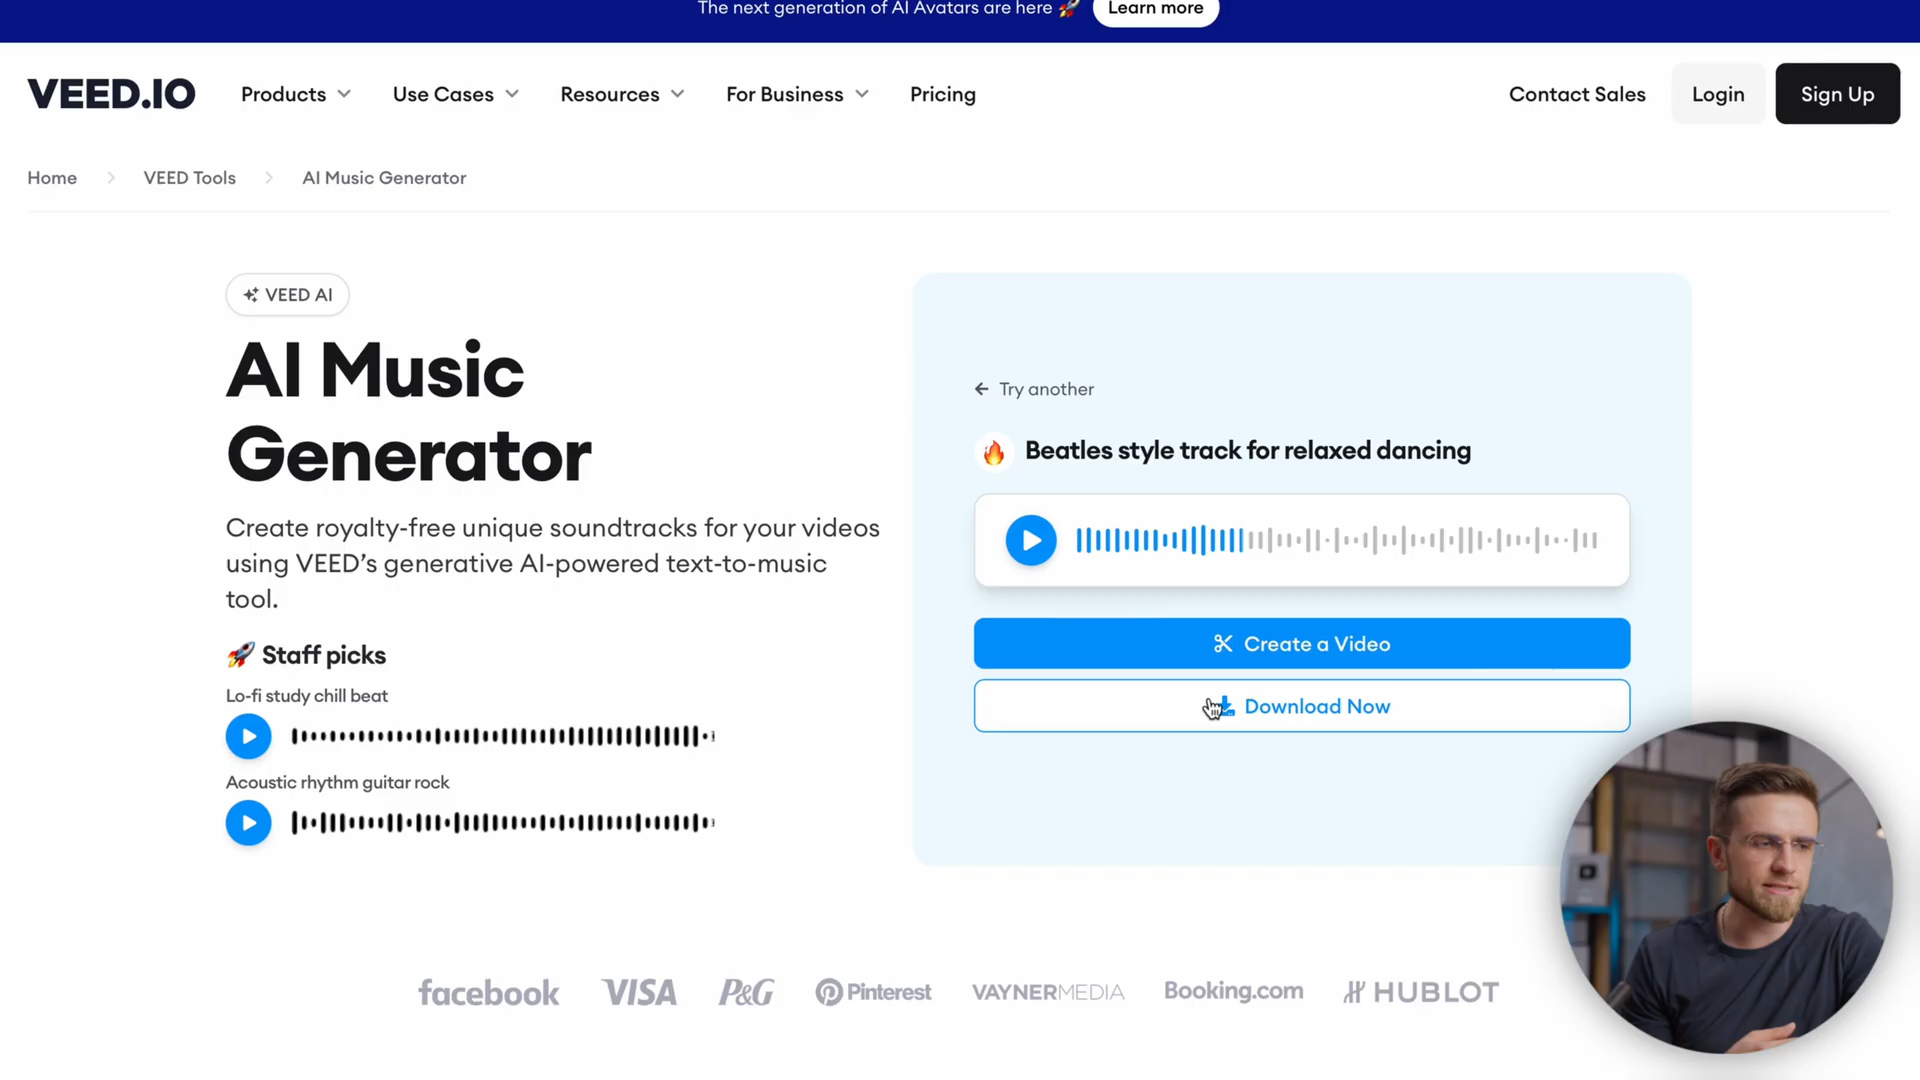 The next generation of AI Avatars are here 🚀 Learn more
VEED.IO Products Use Cases Resources For Business Pricing Contact Sales Login Sign Up
Home VEED Tools AI Music Generator
VEED AI
AI Music
Generator
Create royalty-free unique soundtracks for your videos
using VEED’s generative AI-powered text-to-music
tool.
🚀 Staff picks
Lo-fi study chill beat
Acoustic rhythm guitar rock
← Try another
🔥 Beatles style track for relaxed dancing
Create a Video
Download Now
facebook VISA P&G Pinterest VAYNERMEDIA Booking.com HUBLOT